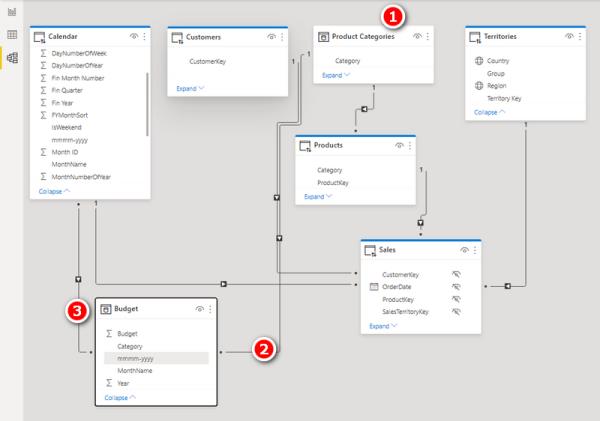 Calendar
DayNumberOfWeek
DayNumberOfYear
Fin Month Number
Fin Quarter
Fin Year
FYMonthSort
IsWeekend
mmmm-yyyy
Month ID
MonthName
MonthNumberOfYear
Collapse
Customers
CustomerKey
Expand
1
Product Categories
Category
Expand
Territories
Country
Group
Region
Territory Key
Collapse
1
1
1
1
Products
Category
ProductKey
Expand
1
1
*
*
*
Sales
CustomerKey
OrderDate
ProductKey
SalesTerritoryKey
Expand
*
*
*
3
Budget
Budget
Category
mmmm-yyyy
MonthName
Year
Collapse
*
*
2